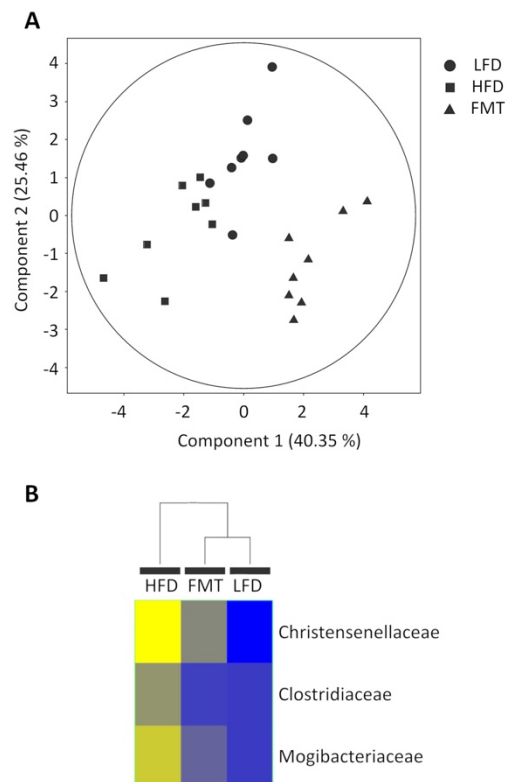 A
LFD
HFD
FMT
4
3
2
1
0
-1
-2
-3
-4
Component 2 (25.46 %)
-4 -2 0 2 4
Component 1 (40.35 %)
B
HFD FMT LFD
Christensenellaceae
Clostridiaceae
Mogibacteriaceae